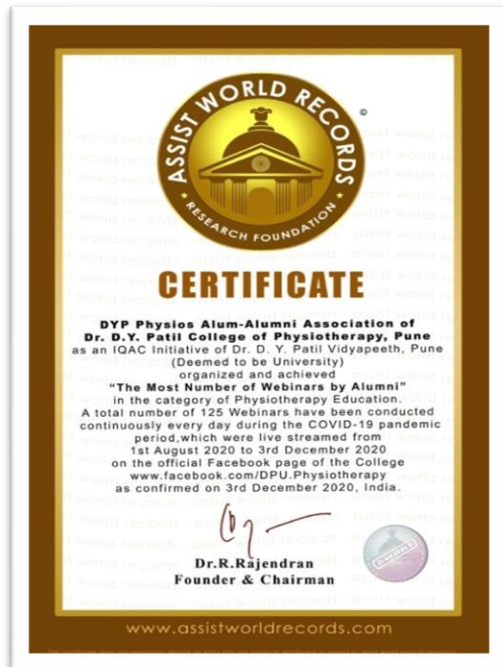 ASSIST WORLD RECORDS
©
RESEARCH FOUNDATION
CERTIFICATE
DYP Physios Alum-Alumni Association of
Dr. D.Y. Patil College of Physiotherapy, Pune
as an IQAC Initiative of Dr. D. Y. Patil Vidyapeeth, Pune
(Deemed to be University)
organized and achieved
"The Most Number of Webinars by Alumni"
in the category of Physiotherapy Education.
A total number of 125 Webinars have been conducted
continuously every day during the COVID-19 pandemic
period,which were live streamed from
1st August 2020 to 3rd December 2020
on the official Facebook page of the College
www.facebook.com/DPU.Physiotherapy
as confirmed on 3rd December 2020, India.
Dr.R.Rajendran
Founder & Chairman
www.assistworldrecords.com